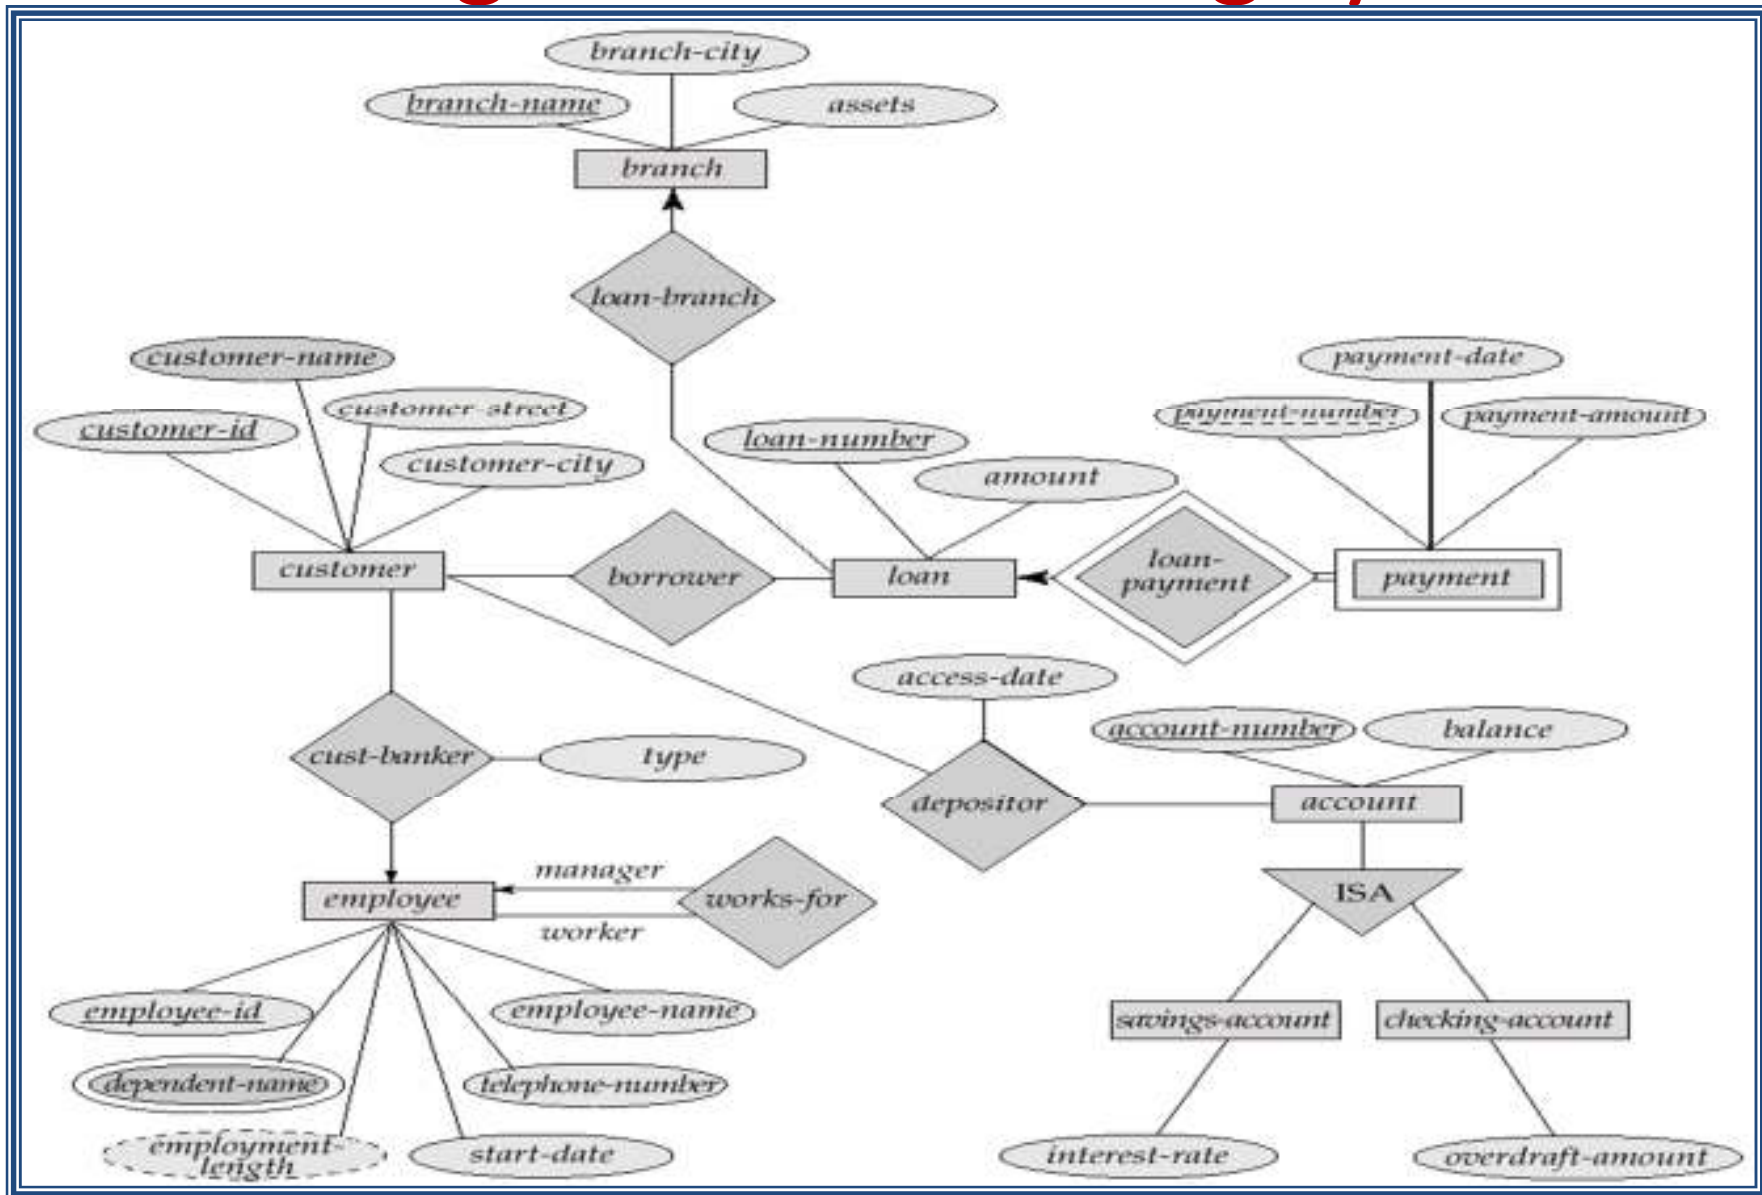 branch-city
branch-name
assets
branch
loan-branch
customer-name
payment-date
customer-street
payment-number
payment-amount
customer-id
loan-number
customer-city
amount
customer
borrower
loan
loan-
payment
payment
access-date
account-number
balance
cust-banker
type
depositor
account
manager
employee
works-for
ISA
worker
employee-id
employee-name
savings-account
checking-account
dependent-name
telephone-number
employment-
length
start-date
interest-rate
overdraft-amount